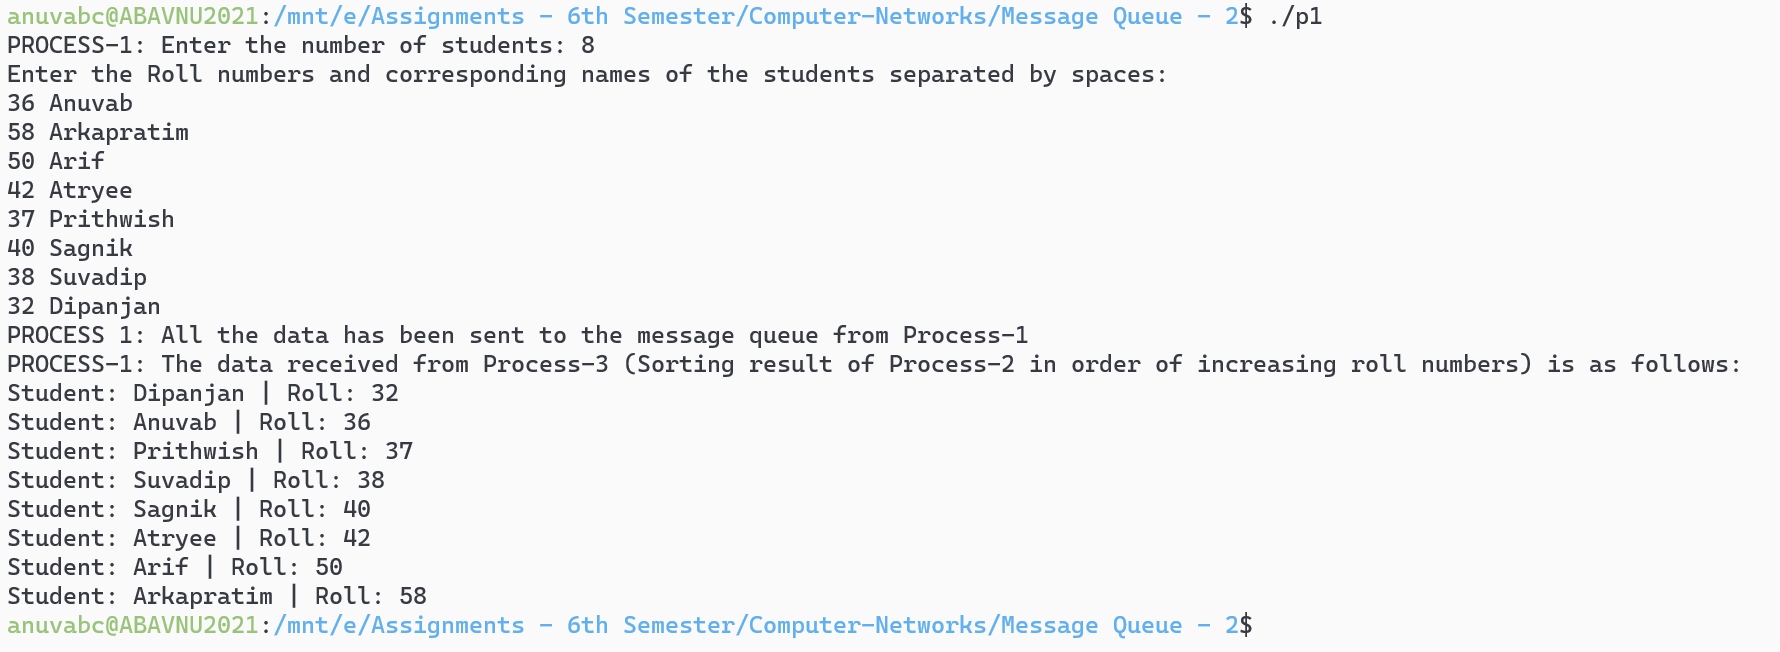 anuvabc@ABAVNU2021:/mnt/e/Assignments - 6th Semester/Computer-Networks/Message Queue - 2$ ./p1
PROCESS-1: Enter the number of students: 8
Enter the Roll numbers and corresponding names of the students separated by spaces:
36 Anuvab
58 Arkapratim
50 Arif
42 Atryee
37 Prithwish
40 Sagnik
38 Suvadip
32 Dipanjan
PROCESS 1: All the data has been sent to the message queue from Process-1
PROCESS-1: The data received from Process-3 (Sorting result of Process-2 in order of increasing roll numbers) is as follows:
Student: Dipanjan | Roll: 32
Student: Anuvab | Roll: 36
Student: Prithwish | Roll: 37
Student: Suvadip | Roll: 38
Student: Sagnik | Roll: 40
Student: Atryee | Roll: 42
Student: Arif | Roll: 50
Student: Arkapratim | Roll: 58
anuvabc@ABAVNU2021:/mnt/e/Assignments - 6th Semester/Computer-Networks/Message Queue - 2$